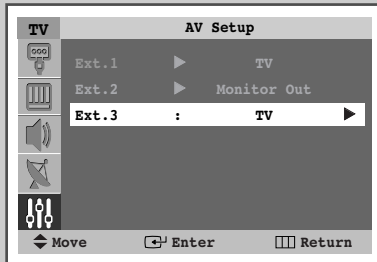 TV AV Setup
Ext.1 ▶ TV
Ext.2 ▶ Monitor Out
Ext.3 : TV ▶
Move Enter Return